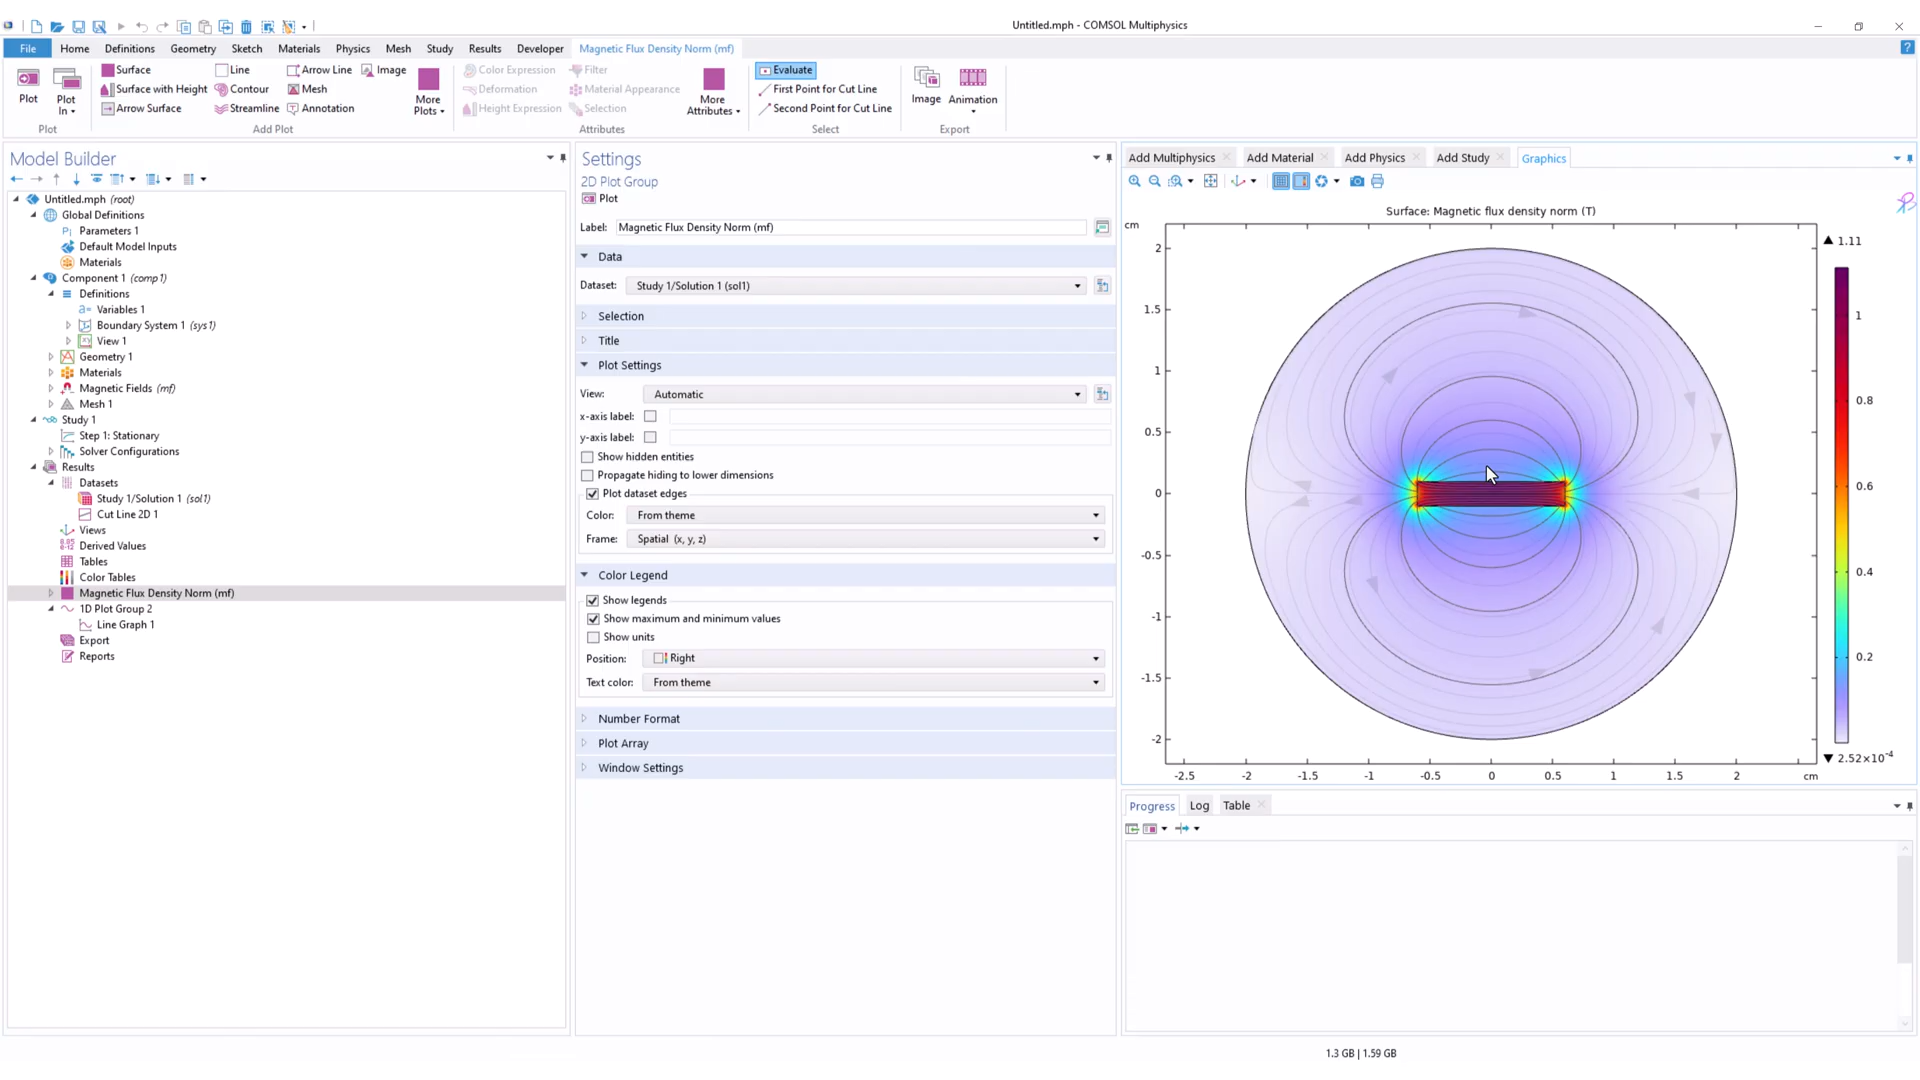 Untitled.mph - COMSOL Multiphysics
File Home Definitions Geometry Sketch Materials Physics Mesh Study Results Developer Magnetic Flux Density Norm (mf)
Plot
Plot In
Plot
Surface Line Arrow Line Image
Surface with Height Contour Mesh
Arrow Surface Streamline Annotation
More Plots
Add Plot
Color Expression Filter
Deformation Material Appearance
Height Expression Selection
More Attributes
Attributes
Evaluate
First Point for Cut Line
Second Point for Cut Line
Select
Image Animation
Export
Model Builder
Untitled.mph (root)
Global Definitions
Pi Parameters 1
Default Model Inputs
Materials
Component 1 (comp1)
Definitions
a= Variables 1
Boundary System 1 (sys1)
View 1
Geometry 1
Materials
Magnetic Fields (mf)
Mesh 1
Study 1
Step 1: Stationary
Solver Configurations
Results
Datasets
Study 1/Solution 1 (sol1)
Cut Line 2D 1
Views
Derived Values
Tables
Color Tables
Magnetic Flux Density Norm (mf)
1D Plot Group 2
Line Graph 1
Export
Reports
Settings
2D Plot Group
Plot
Label: Magnetic Flux Density Norm (mf)
Data
Dataset: Study 1/Solution 1 (sol1)
Selection
Title
Plot Settings
View: Automatic
x-axis label:
y-axis label:
Show hidden entities
Propagate hiding to lower dimensions
Plot dataset edges
Color: From theme
Frame: Spatial (x, y, z)
Color Legend
Show legends
Show maximum and minimum values
Show units
Position: Right
Text color: From theme
Number Format
Plot Array
Window Settings
Add Multiphysics Add Material Add Physics Add Study Graphics
Surface: Magnetic flux density norm (T)
cm
2
1.5
1
0.5
0
-0.5
-1
-1.5
-2
-2.5 -2 -1.5 -1 -0.5 0 0.5 1 1.5 2 cm
1.11
1
0.8
0.6
0.4
0.2
2.52×10⁻⁴
Progress Log Table
1.3 GB | 1.59 GB